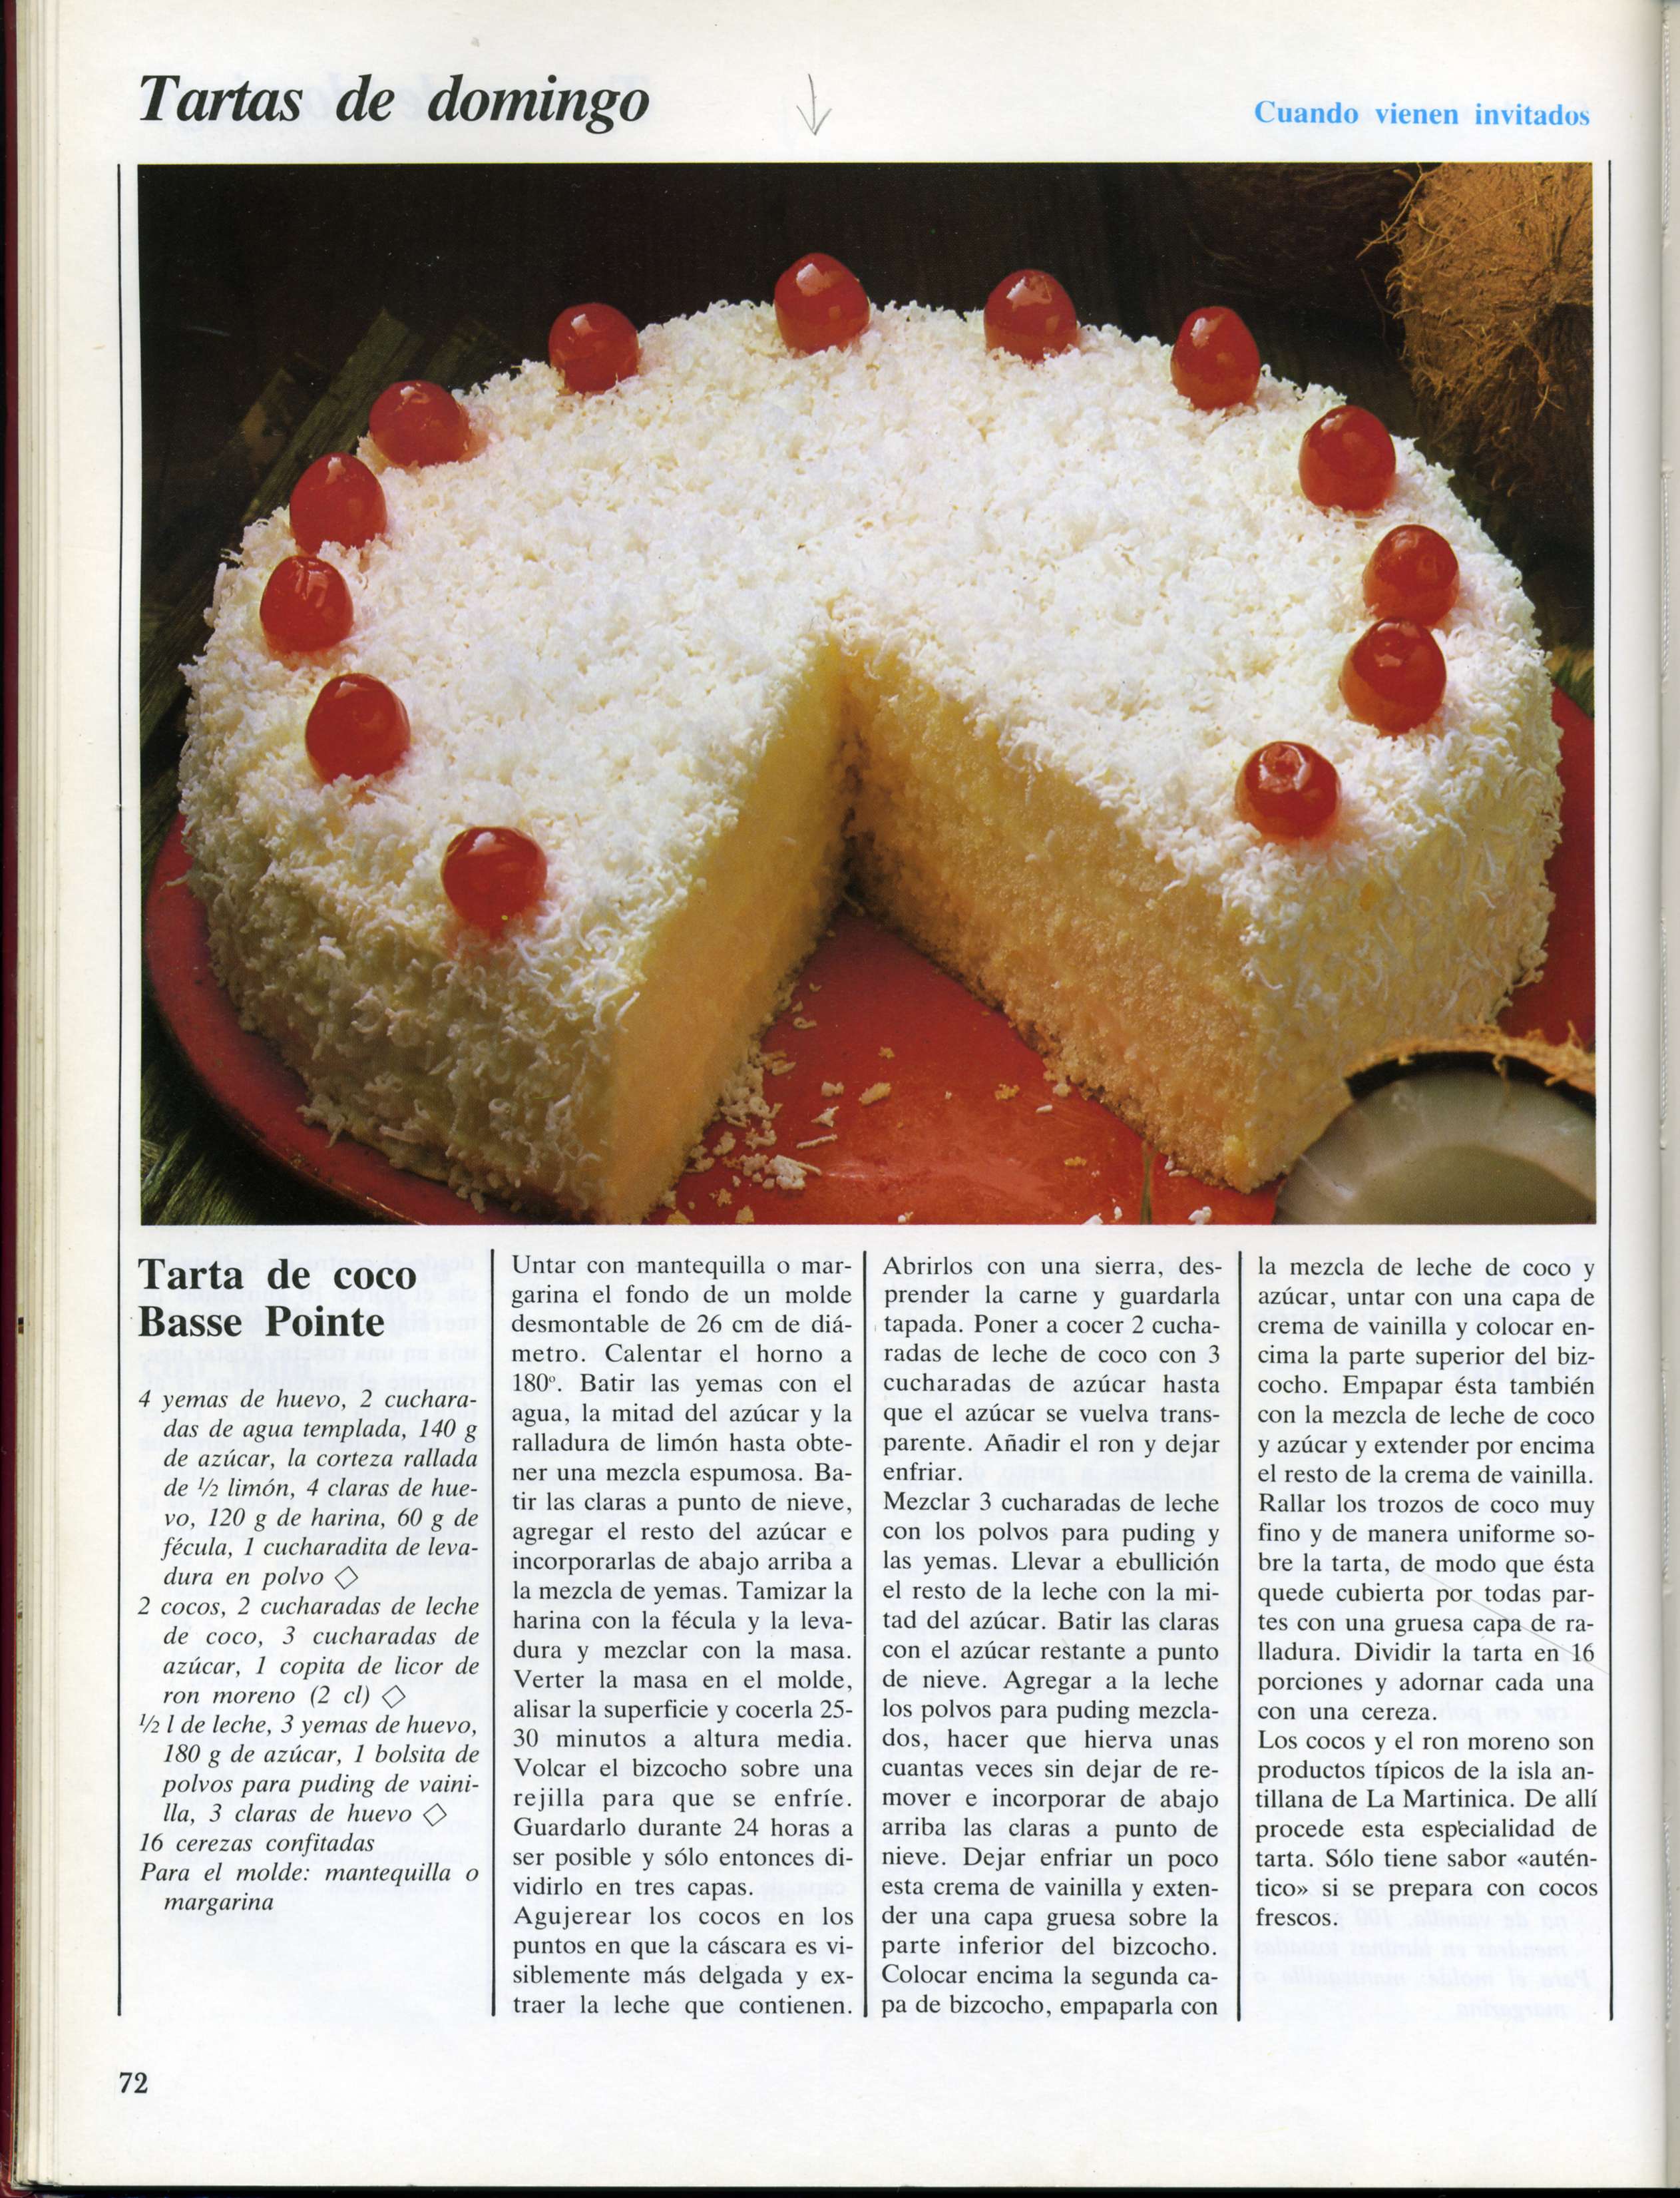 Tartas de domingo
Cuando vienen invitados
Tarta de coco
Basse Pointe
4 yemas de huevo, 2 cuchara-
das de agua templada, 140 g
de azúcar, la corteza rallada
de ½ limón, 4 claras de hue-
vo, 120 g de harina, 60 g de
fécula, 1 cucharadita de leva-
dura en polvo ◇
2 cocos, 2 cucharadas de leche
de coco, 3 cucharadas de
azúcar, 1 copita de licor de
ron moreno (2 cl) ◇
½ l de leche, 3 yemas de huevo,
180 g de azúcar, 1 bolsita de
polvos para puding de vaini-
lla, 3 claras de huevo ◇
16 cerezas confitadas
Para el molde: mantequilla o
margarina
Untar con mantequilla o mar-
garina el fondo de un molde
desmontable de 26 cm de diá-
metro. Calentar el horno a
180º. Batir las yemas con el
agua, la mitad del azúcar y la
ralladura de limón hasta obte-
ner una mezcla espumosa. Ba-
tir las claras a punto de nieve,
agregar el resto del azúcar e
incorporarlas de abajo arriba a
la mezcla de yemas. Tamizar la
harina con la fécula y la leva-
dura y mezclar con la masa.
Verter la masa en el molde,
alisar la superficie y cocerla 25-
30 minutos a altura media.
Volcar el bizcocho sobre una
rejilla para que se enfríe.
Guardarlo durante 24 horas a
ser posible y sólo entonces di-
vidirlo en tres capas.
Agujerear los cocos en los
puntos en que la cáscara es vi-
siblemente más delgada y ex-
traer la leche que contienen.
Abrirlos con una sierra, des-
prender la carne y guardarla
tapada. Poner a cocer 2 cucha-
radas de leche de coco con 3
cucharadas de azúcar hasta
que el azúcar se vuelva trans-
parente. Añadir el ron y dejar
enfriar.
Mezclar 3 cucharadas de leche
con los polvos para puding y
las yemas. Llevar a ebullición
el resto de la leche con la mi-
tad del azúcar. Batir las claras
con el azúcar restante a punto
de nieve. Agregar a la leche
los polvos para puding mezcla-
dos, hacer que hierva unas
cuantas veces sin dejar de re-
mover e incorporar de abajo
arriba las claras a punto de
nieve. Dejar enfriar un poco
esta crema de vainilla y exten-
der una capa gruesa sobre la
parte inferior del bizcocho.
Colocar encima la segunda ca-
pa de bizcocho, empaparla con
la mezcla de leche de coco y
azúcar, untar con una capa de
crema de vainilla y colocar en-
cima la parte superior del biz-
cocho. Empapar ésta también
con la mezcla de leche de coco
y azúcar y extender por encima
el resto de la crema de vainilla.
Rallar los trozos de coco muy
fino y de manera uniforme so-
bre la tarta, de modo que ésta
quede cubierta por todas par-
tes con una gruesa capa de ra-
lladura. Dividir la tarta en 16
porciones y adornar cada una
con una cereza.
Los cocos y el ron moreno son
productos típicos de la isla an-
tillana de La Martinica. De allí
procede esta especialidad de
tarta. Sólo tiene sabor «autén-
tico» si se prepara con cocos
frescos.
72